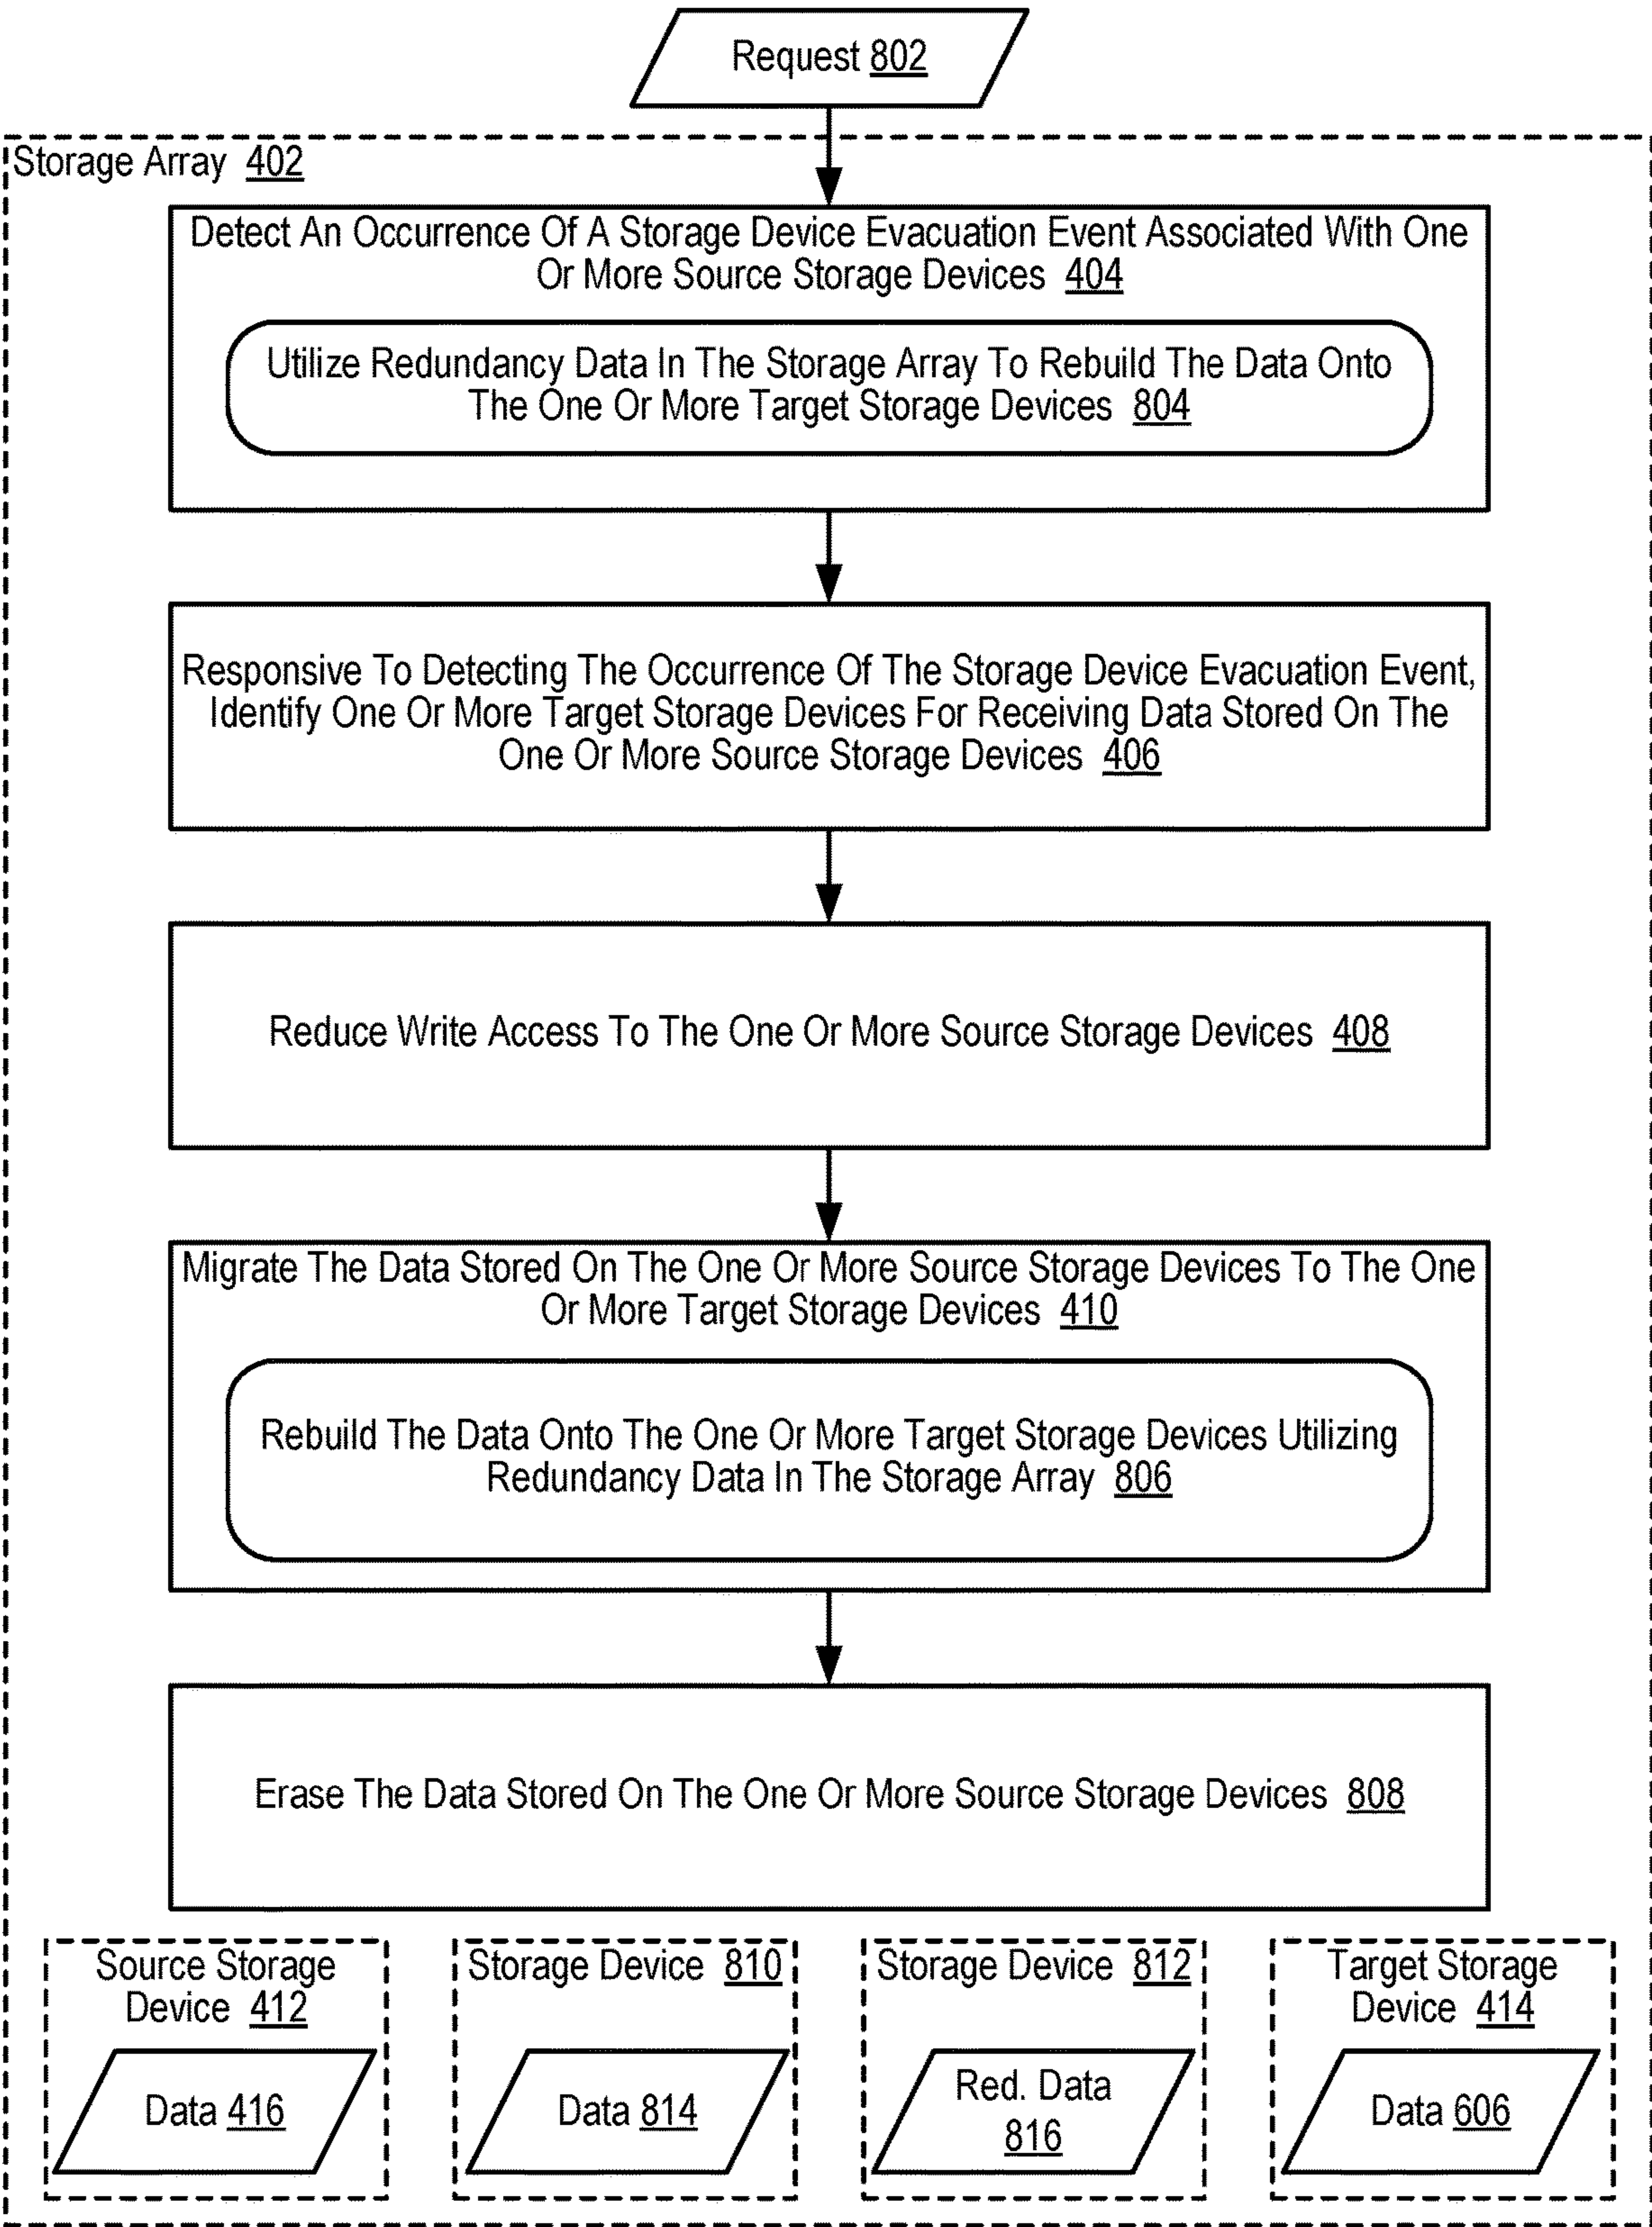 Request 802
Storage Array 402
Detect An Occurrence Of A Storage Device Evacuation Event Associated With One
Or More Source Storage Devices 404
Utilize Redundancy Data In The Storage Array To Rebuild The Data Onto
The One Or More Target Storage Devices 804
Responsive To Detecting The Occurrence Of The Storage Device Evacuation Event,
Identify One Or More Target Storage Devices For Receiving Data Stored On The
One Or More Source Storage Devices 406
Reduce Write Access To The One Or More Source Storage Devices 408
Migrate The Data Stored On The One Or More Source Storage Devices To The One
Or More Target Storage Devices 410
Rebuild The Data Onto The One Or More Target Storage Devices Utilizing
Redundancy Data In The Storage Array 806
Erase The Data Stored On The One Or More Source Storage Devices 808
Source Storage
Device 412
Data 416
Storage Device 810
Data 814
Storage Device 812
Red. Data
816
Target Storage
Device 414
Data 606